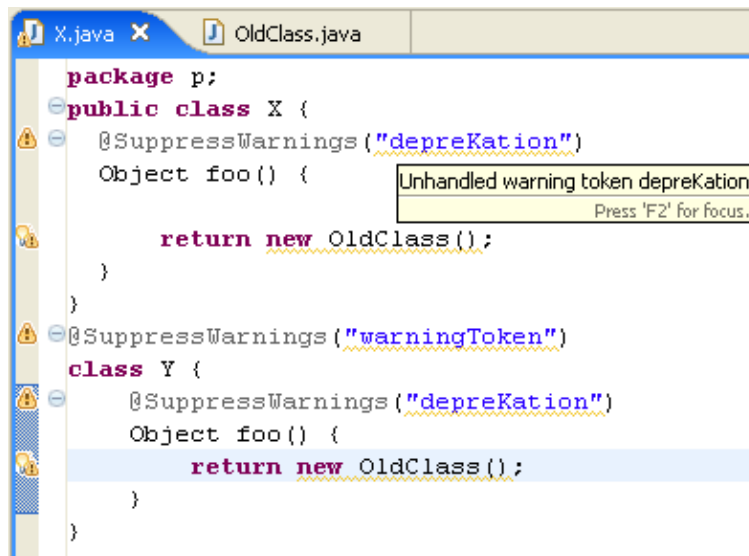 X.java OldClass.java
package p;
public class X {
@SuppressWarnings("depreKation")
Object foo() {
Unhandled warning token depreKation
Press 'F2' for focus.
return new OldClass();
}
}
@SuppressWarnings("warningToken")
class Y {
@SuppressWarnings("depreKation")
Object foo() {
return new OldClass();
}
}